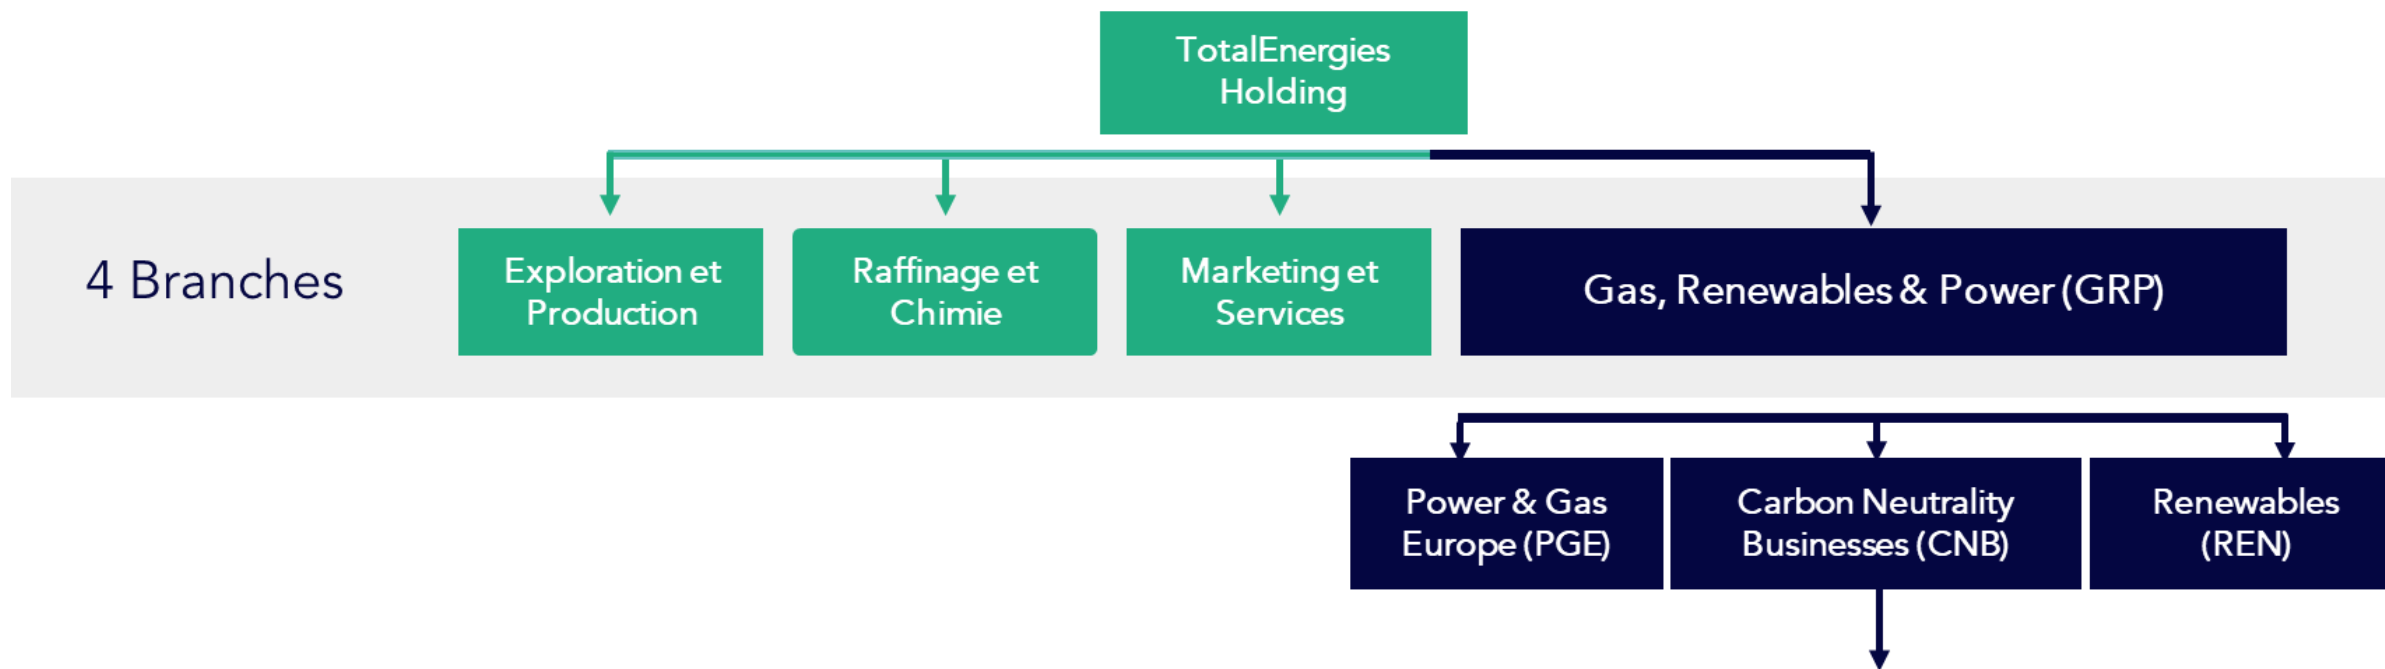 TotalEnergies
Holding
4 Branches
Exploration et
Production
Raffinage et
Chimie
Marketing et
Services
Gas, Renewables & Power (GRP)
Power & Gas
Europe (PGE)
Carbon Neutrality
Businesses (CNB)
Renewables
(REN)